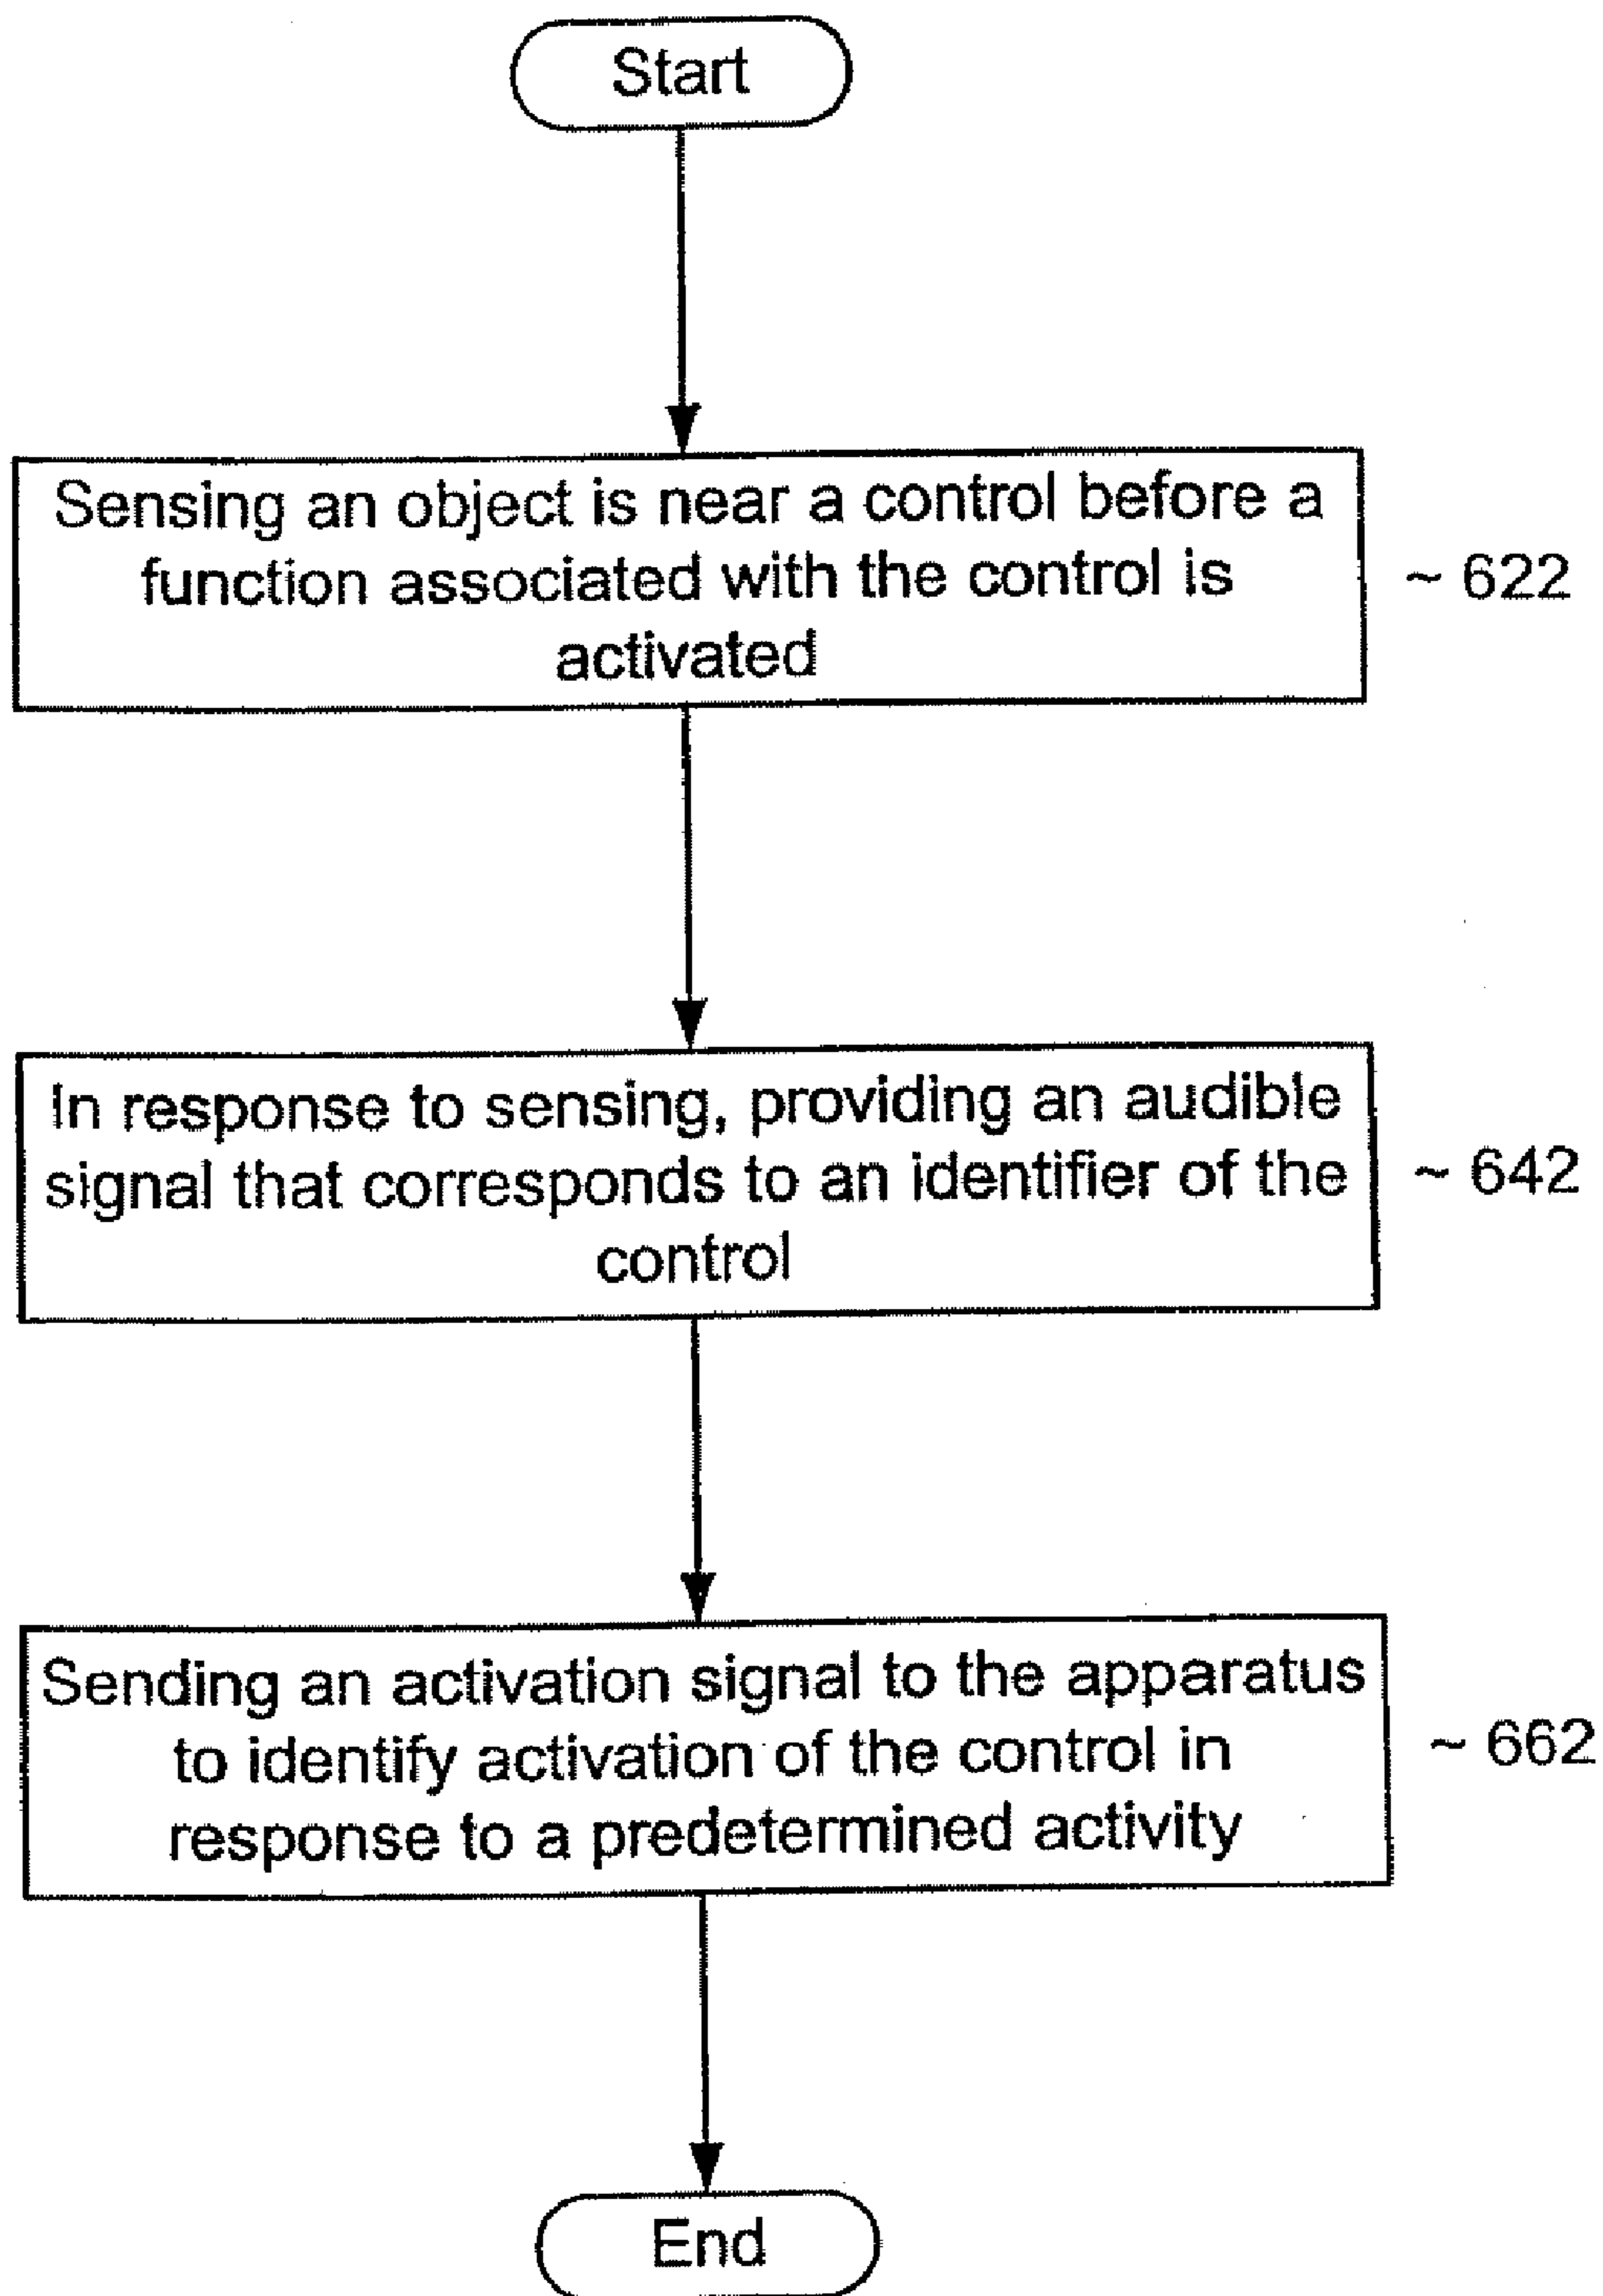 Start
Sensing an object is near a control before a
function associated with the control is
activated
~ 622
In response to sensing, providing an audible
signal that corresponds to an identifier of the
control
~ 642
Sending an activation signal to the apparatus
to identify activation of the control in
response to a predetermined activity
~ 662
End